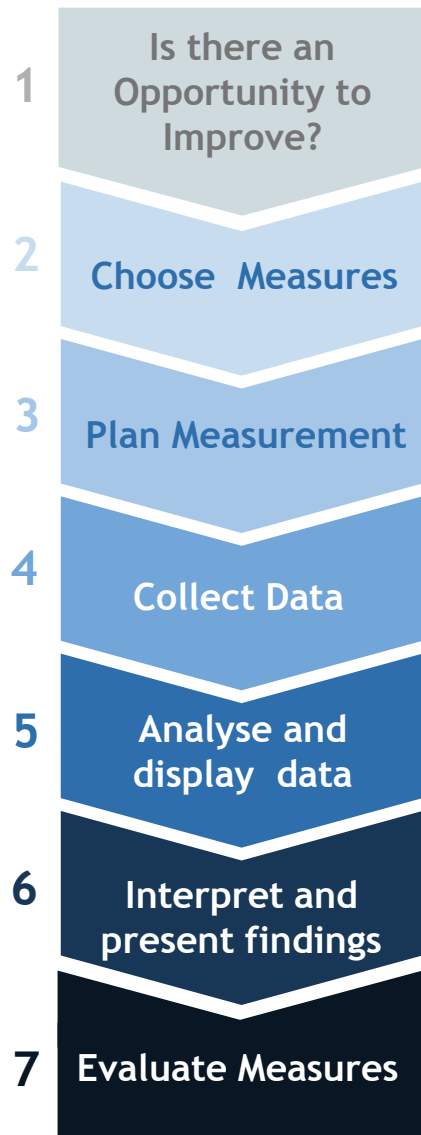 1
Is there an
Opportunity to
Improve?
2
Choose Measures
3
Plan Measurement
4
Collect Data
5
Analyse and
display data
6
Interpret and
present findings
7
Evaluate Measures